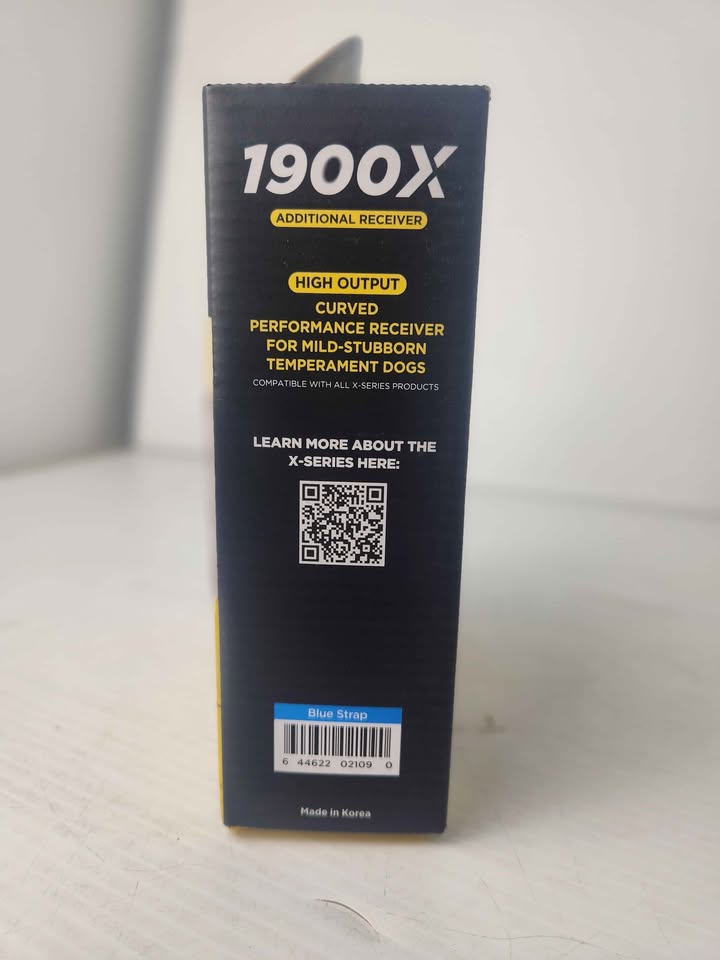 1900X
ADDITIONAL RECEIVER
HIGH OUTPUT
CURVED
PERFORMANCE RECEIVER
FOR MILD-STUBBORN
TEMPERAMENT DOGS
COMPATIBLE WITH ALL X-SERIES PRODUCTS
LEARN MORE ABOUT THE
X-SERIES HERE:
Blue Strap
6 44622 02109 0
Made in Korea